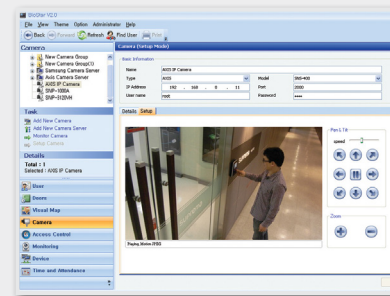 BioStar V2.0
File View Theme Option Administrator Help
Back Forward Refresh Find User Print
Camera
Camera (Setup Mode)
New Camera Group
New Camera Group(1)
Samsung Camera Server
Axis Camera Server
AXIS IP Camera
SNP-1000A
SNP-3120VH
Basic Information
Name AXIS IP Camera
Type AXIS Model
IP Address 192 . 168 . 0 . 11 Port 2000
User name root Password ****
Details Setup
Task
Add New Camera
Add New Camera Server
Monitor Camera
Setup Camera
Details
Total : 1
Selected : AXIS IP Camera
User
Doors
Visual Map
Camera
Access Control
Monitoring
Device
Time and Attendance
Pan & Tilt
speed
Zoom